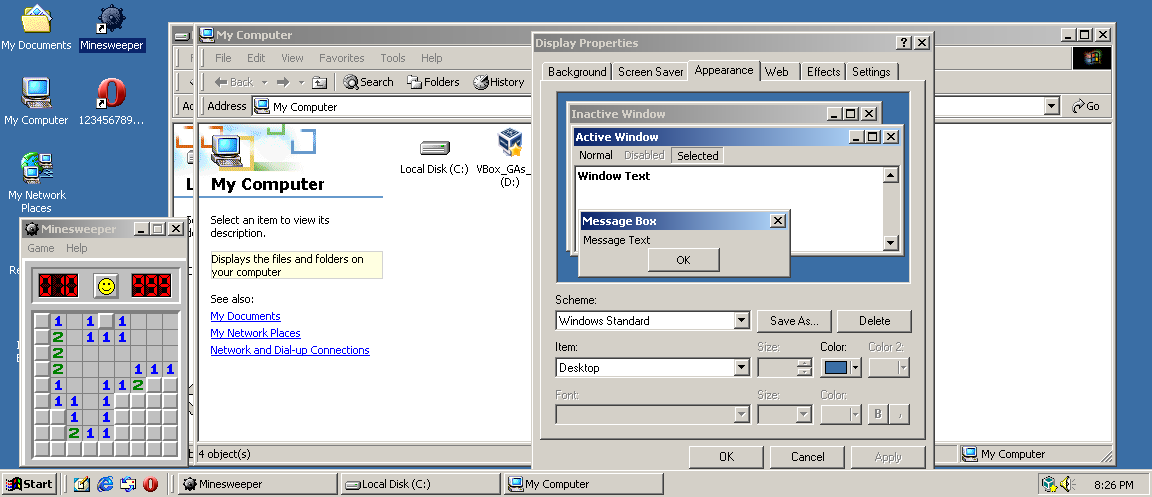 My Documents
Minesweeper
My Computer
123456789...
My Network
Places
My Computer
File Edit View Favorites Tools Help
Back
Search
Folders
History
Address
My Computer
Go
My Computer
Select an item to view its
description.
Displays the files and folders on
your computer
See also:
My Documents
My Network Places
Network and Dial-up Connections
Local Disk (C:)
VBox_GAs_
(D:)
4 object(s)
My Computer
Display Properties
Background Screen Saver Appearance Web Effects Settings
Inactive Window
Active Window
Normal Disabled Selected
Window Text
Message Box
Message Text
OK
Scheme:
Windows Standard
Save As...
Delete
Item:
Size:
Color:
Color 2:
Desktop
Font:
Size:
Color:
B
OK
Cancel
Apply
Minesweeper
Game Help
1 1 1
2 1 1 1
2
2 1 1 1
1 1 1 2
1 1 1
1 1
2 1 1
Start
Minesweeper
Local Disk (C:)
My Computer
8:26 PM